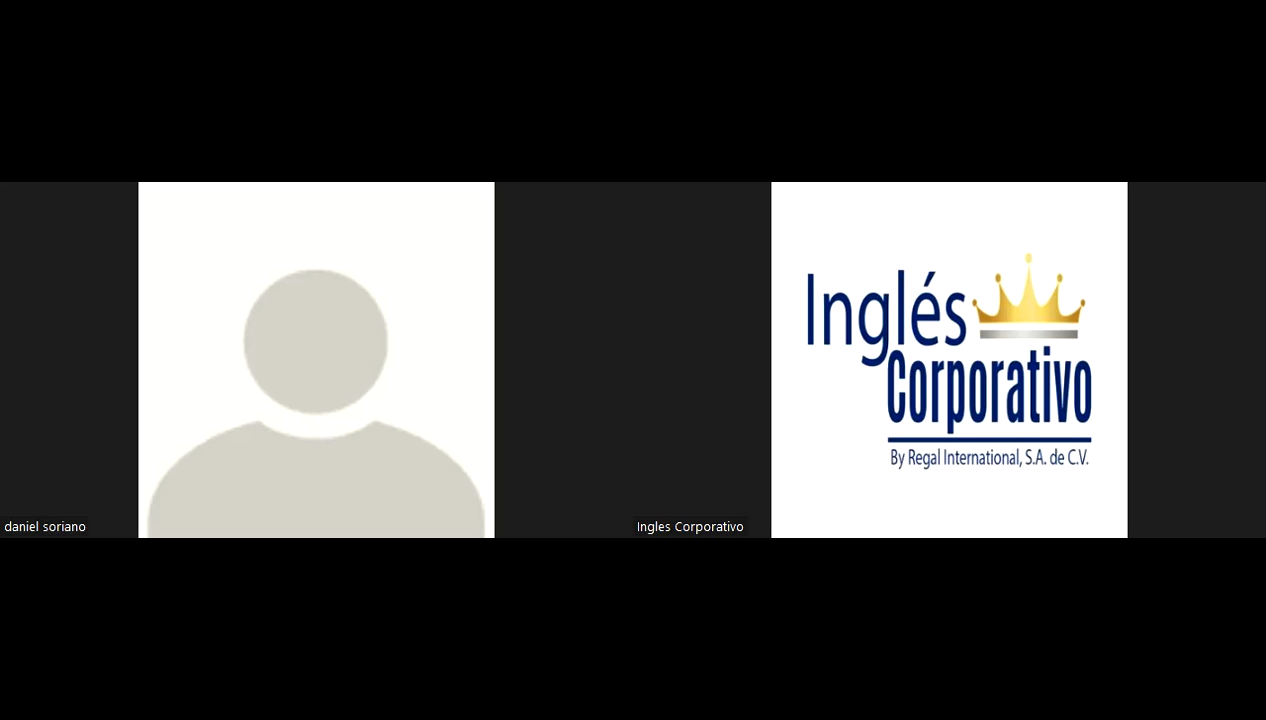 Inglés
Corporativo
By Regal International, S.A. de C.V.
daniel soriano
Ingles Corporativo